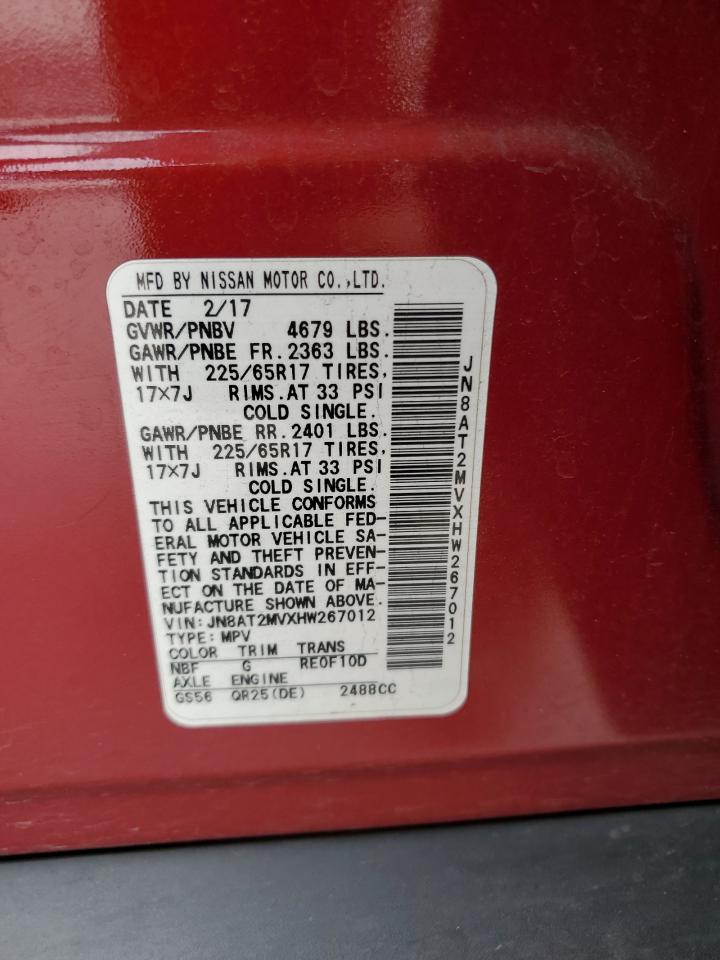 MFD BY NISSAN MOTOR CO.,LTD.
DATE 2/17
GVWR/PNBV 4679 LBS.
GAWR/PNBE FR.2363 LBS.
WITH 225/65R17 TIRES,
17×7J RIMS.AT 33 PSI
COLD SINGLE.
GAWR/PNBE RR.2401 LBS.
WITH 225/65R17 TIRES,
17×7J RIMS.AT 33 PSI
COLD SINGLE.
THIS VEHICLE CONFORMS
TO ALL APPLICABLE FED-
ERAL MOTOR VEHICLE SA-
FETY AND THEFT PREVEN-
TION STANDARDS IN EFF-
ECT ON THE DATE OF MA-
NUFACTURE SHOWN ABOVE.
VIN:JN8AT2MVXHW267012
TYPE:MPV
COLOR TRIM TRANS
NBF G RE0F10D
AXLE ENGINE
GS56 QR25(DE) 2488CC
JN8AT2MVXHW267012